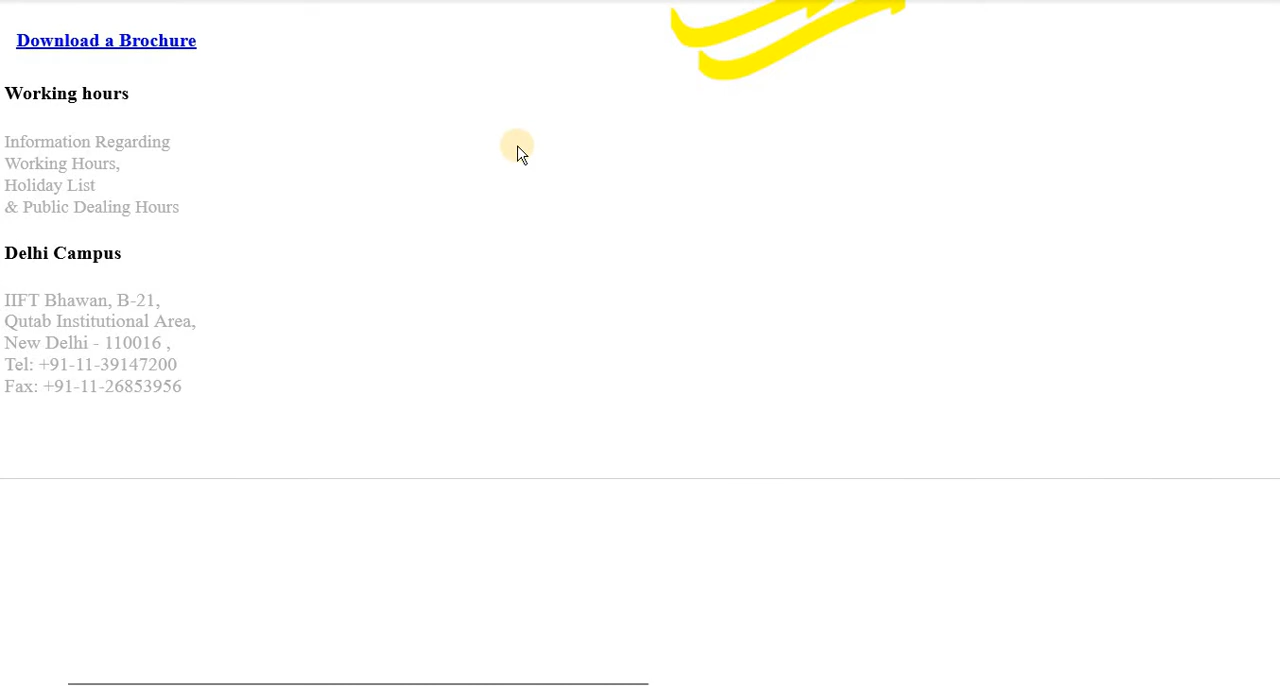 Download a Brochure
Working hours
Information Regarding
Working Hours,
Holiday List
& Public Dealing Hours
Delhi Campus
IIFT Bhawan, B-21,
Qutab Institutional Area,
New Delhi - 110016 ,
Tel: +91-11-39147200
Fax: +91-11-26853956